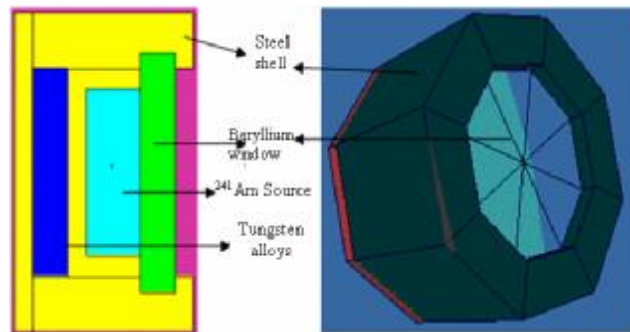 Steel
shell
Beryllium
window
241 Am Source
Tungsten
alloys